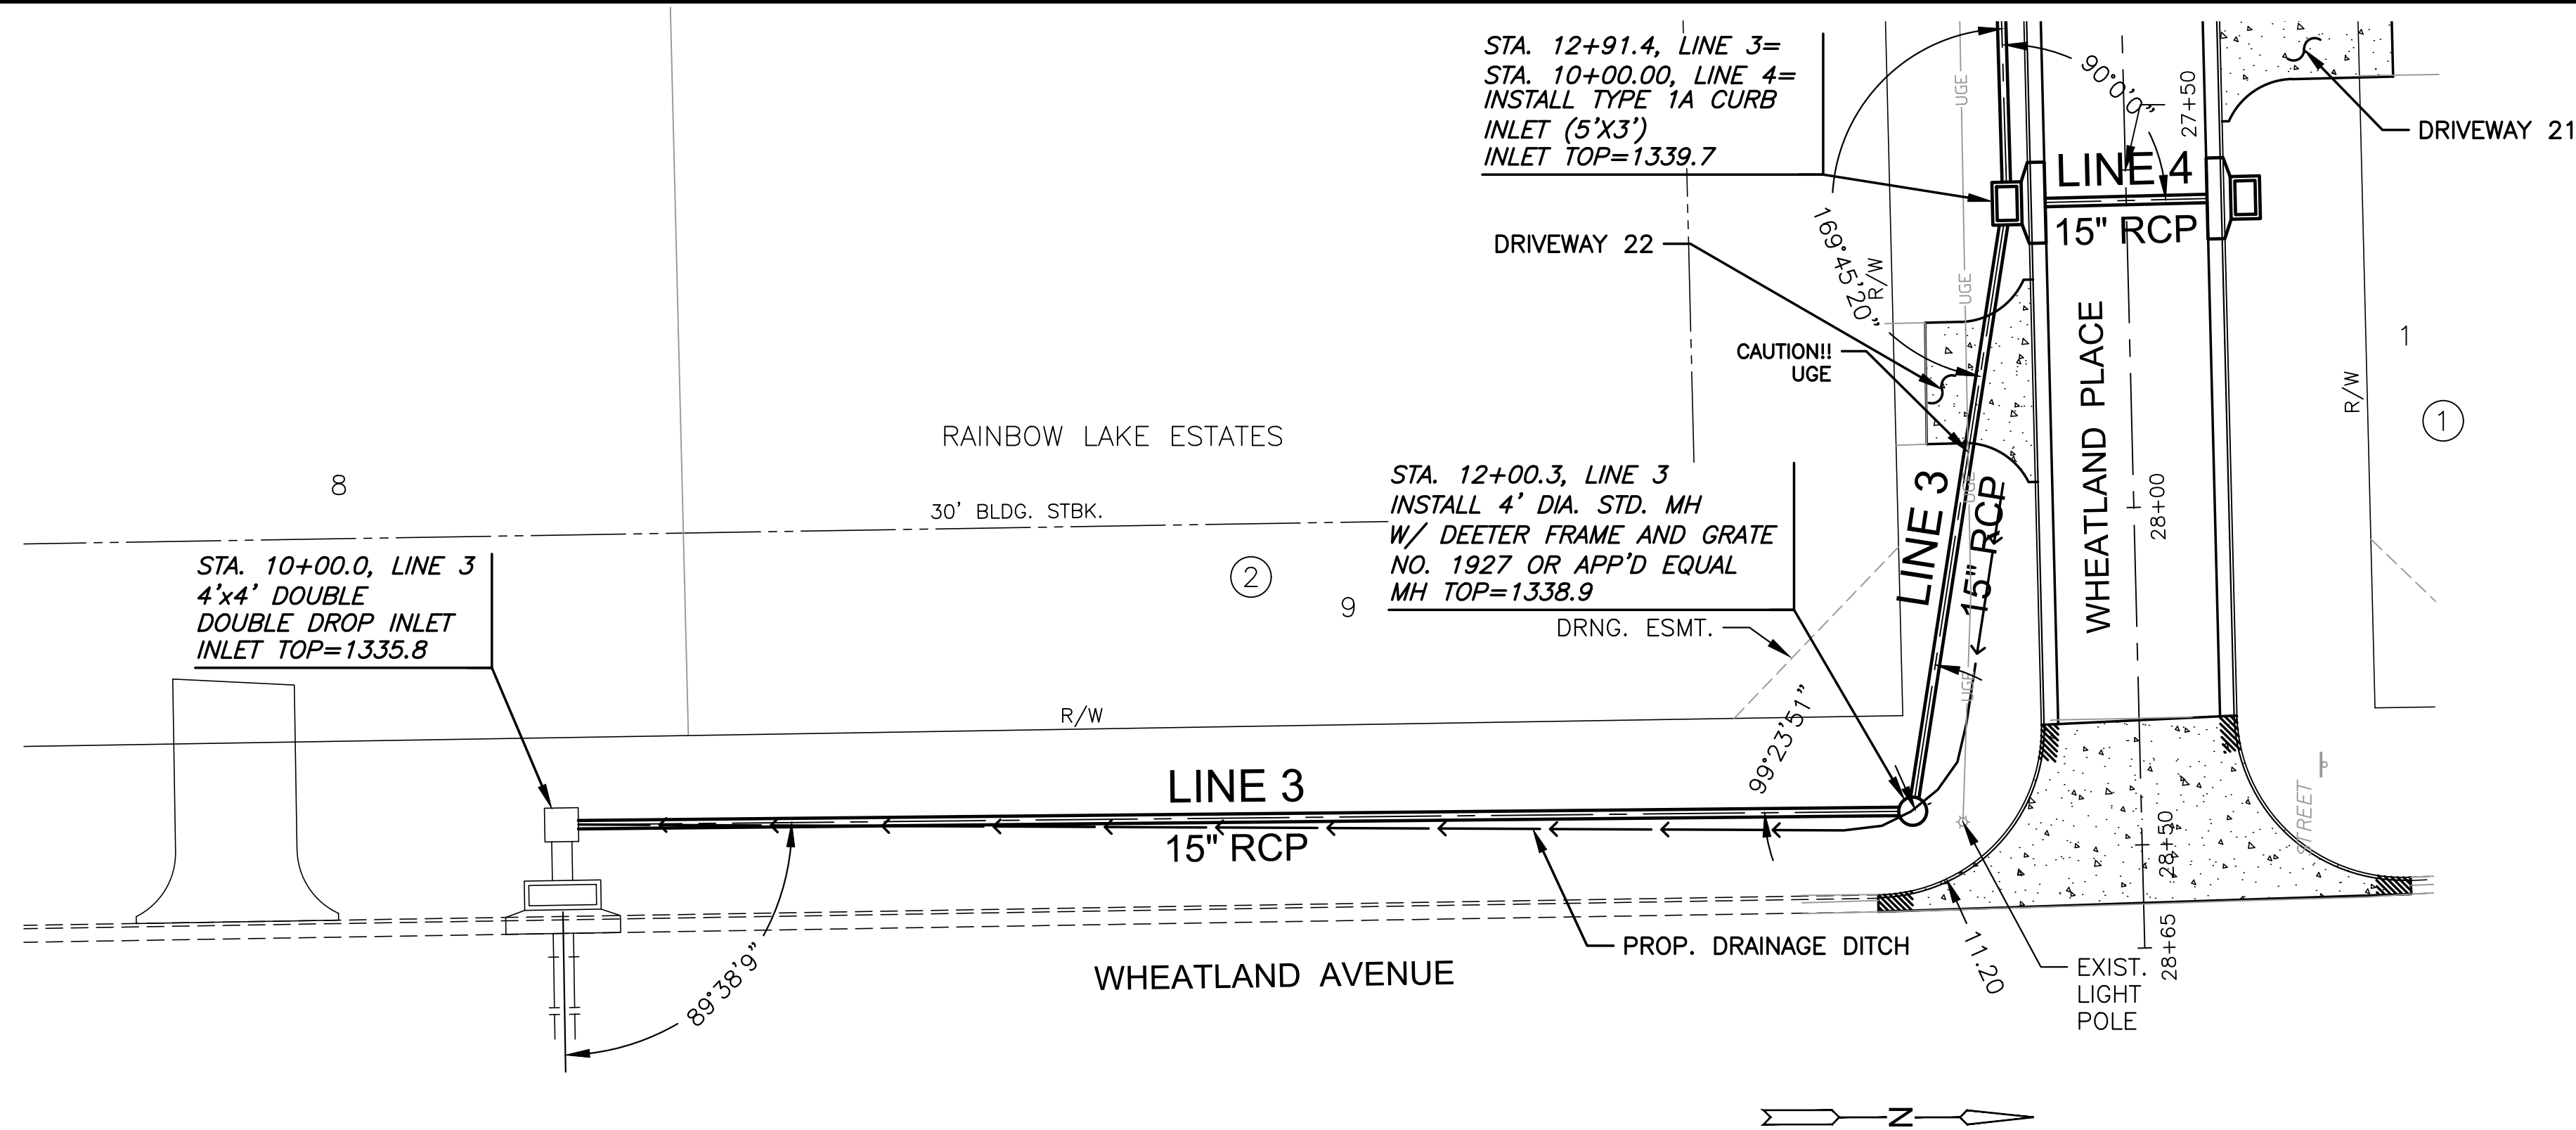 STA. 12+91.4, LINE 3=
STA. 10+00.00, LINE 4=
INSTALL TYPE 1A CURB
INLET (5'X3')
INLET TOP=1339.7
90°0'0"
27+50
DRIVEWAY 21
UGE
LINE 4
15" RCP
DRIVEWAY 22
169°45'20"
R/W
UGE
CAUTION!!
UGE
WHEATLAND PLACE
1
R/W
1
RAINBOW LAKE ESTATES
8
30' BLDG. STBK.
STA. 12+00.3, LINE 3
INSTALL 4' DIA. STD. MH
W/ DEETER FRAME AND GRATE
NO. 1927 OR APP'D EQUAL
MH TOP=1338.9
LINE 3
15" RCP
UGE
28+00
STA. 10+00.0, LINE 3
4'x4' DOUBLE
DOUBLE DROP INLET
INLET TOP=1335.8
2
9
DRNG. ESMT.
UGE
R/W
99°23'51"
LINE 3
15" RCP
STREET
28+50
89°38'9"
PROP. DRAINAGE DITCH
WHEATLAND AVENUE
11.20
28+65
EXIST.
LIGHT
POLE
N